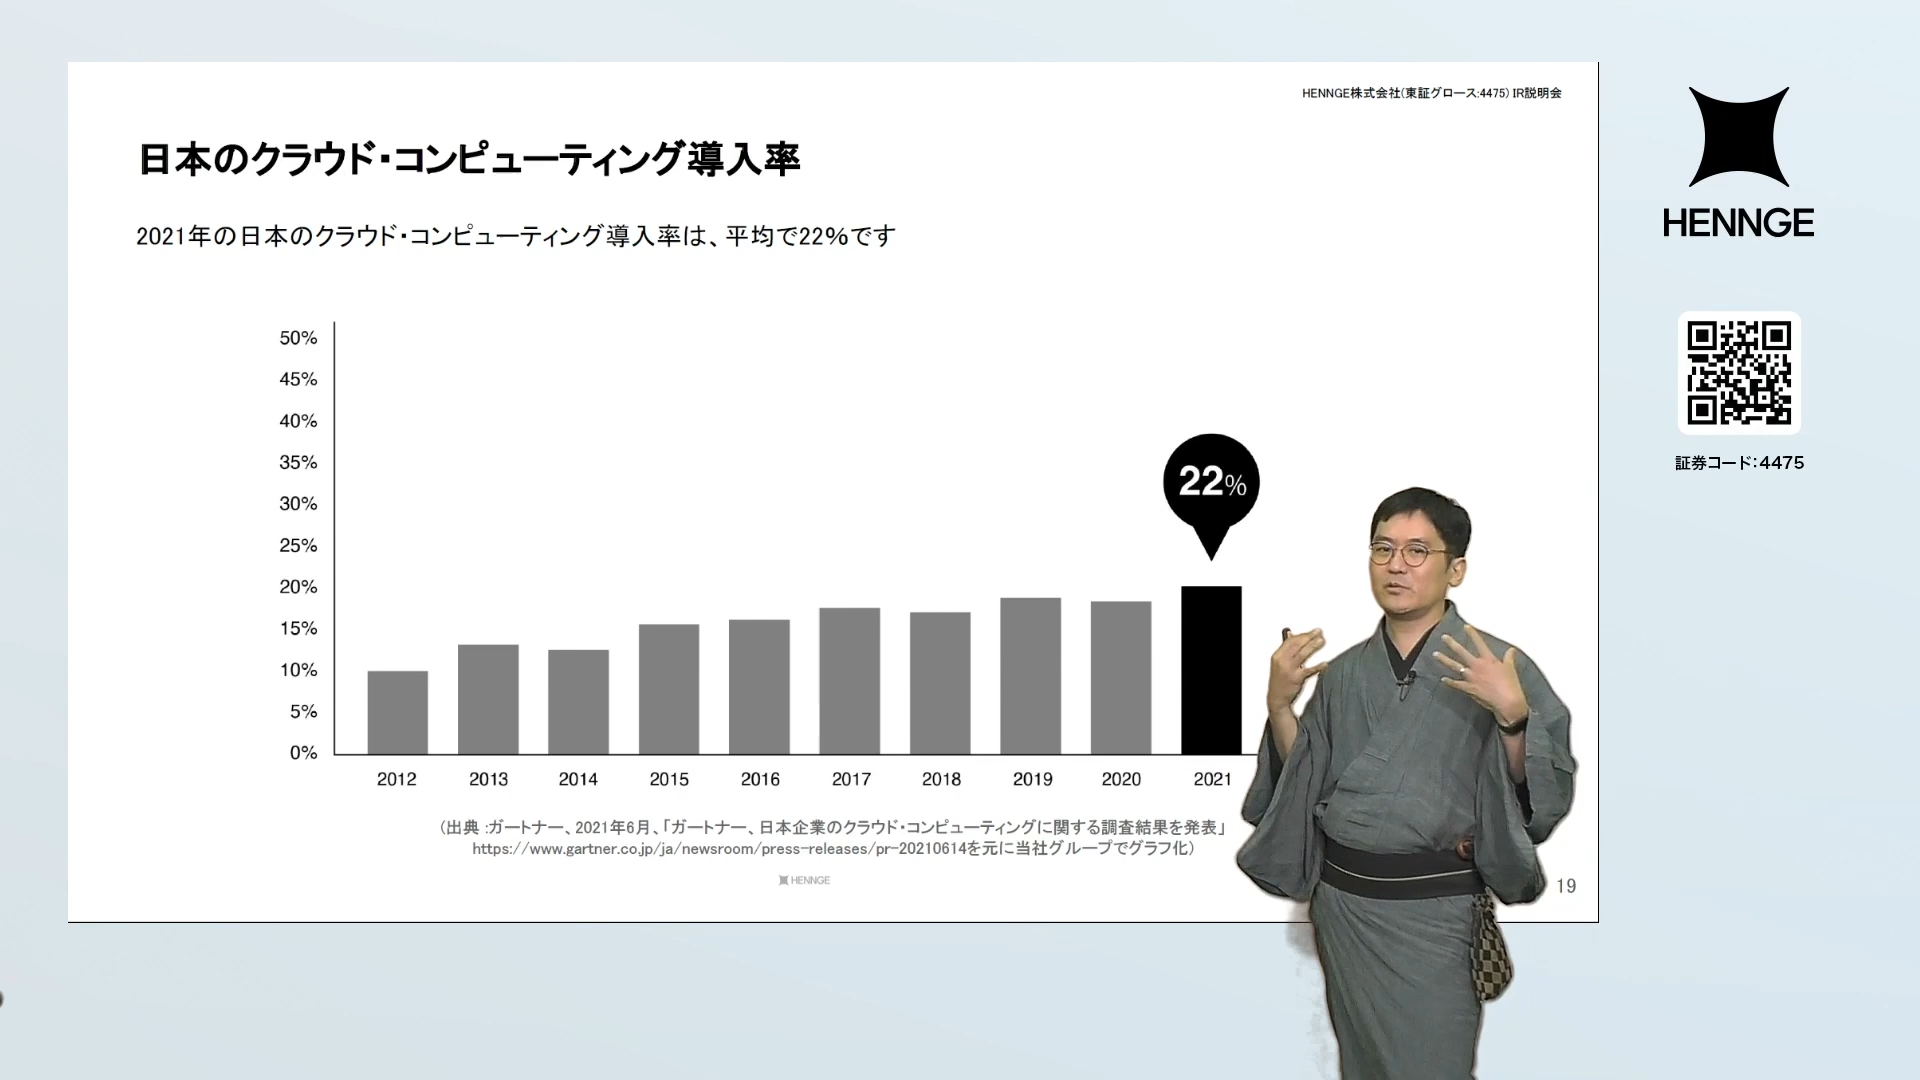 HENNGE株式会社(東証グロース:4475) IR説明会
日本のクラウド・コンピューティング導入率
2021年の日本のクラウド・コンピューティング導入率は、平均で22%です
50%
45%
40%
35%
30%
25%
20%
15%
10%
5%
0%
22%
2012 2013 2014 2015 2016 2017 2018 2019 2020 2021
(出典 :ガートナー、2021年6月、「ガートナー、日本企業のクラウド・コンピューティングに関する調査結果を発表」
https://www.gartner.co.jp/ja/newsroom/press-releases/pr-20210614を元に当社グループでグラフ化)
HENNGE
19
HENNGE
証券コード:4475